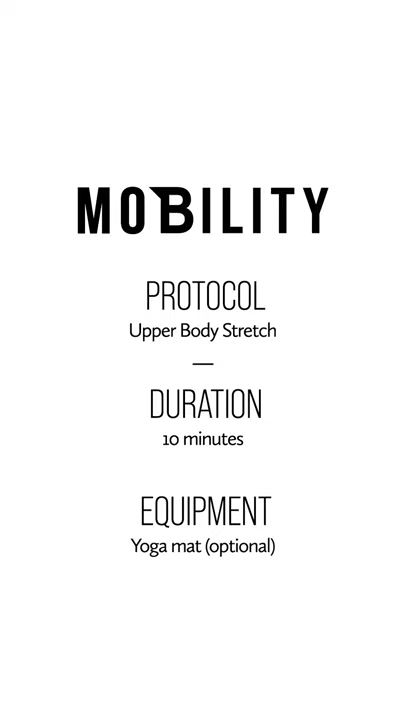 MOBILITY
PROTOCOL
Upper Body Stretch
—
DURATION
10 minutes
EQUIPMENT
Yoga mat (optional)